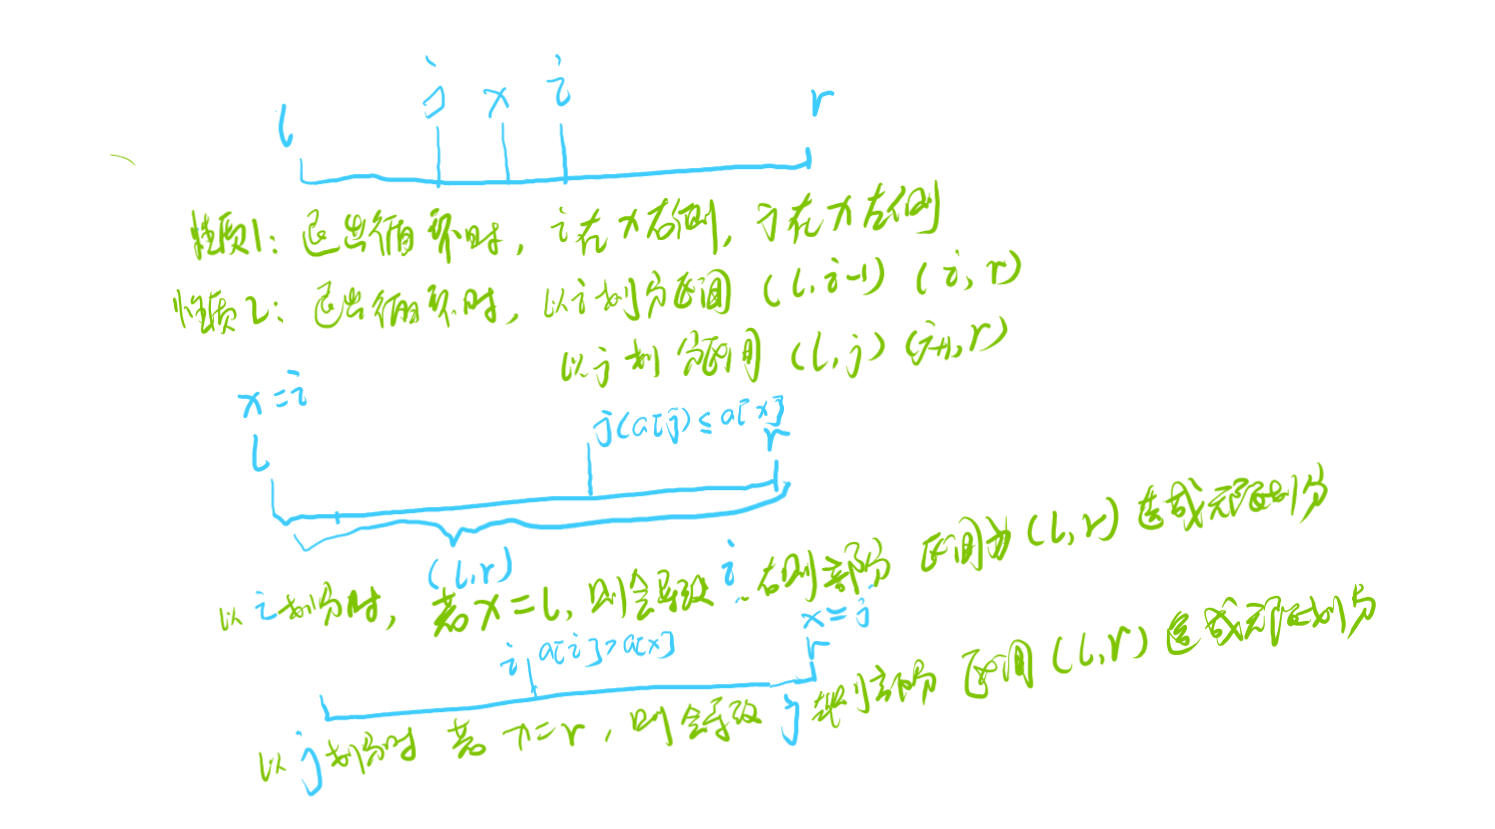 j x i
l r
性质1: 退出循环时, i在x右侧, j在x左侧
性质2: 退出循环时, 以i划分区间 (l,i-1) (i,r)
以j划分区间 (l,j) (j+1,r)
x=i
j(a[j) ≤ a[x]
l r
(l,r)
以i划分时, 若x=l, 则会导致i右侧部分 区间为(l,r)造成无限划分
x=j
i a[i]>a[x] r
以j划分时 若x=r, 则会导致j左侧部分 区间(l,r)造成无限划分